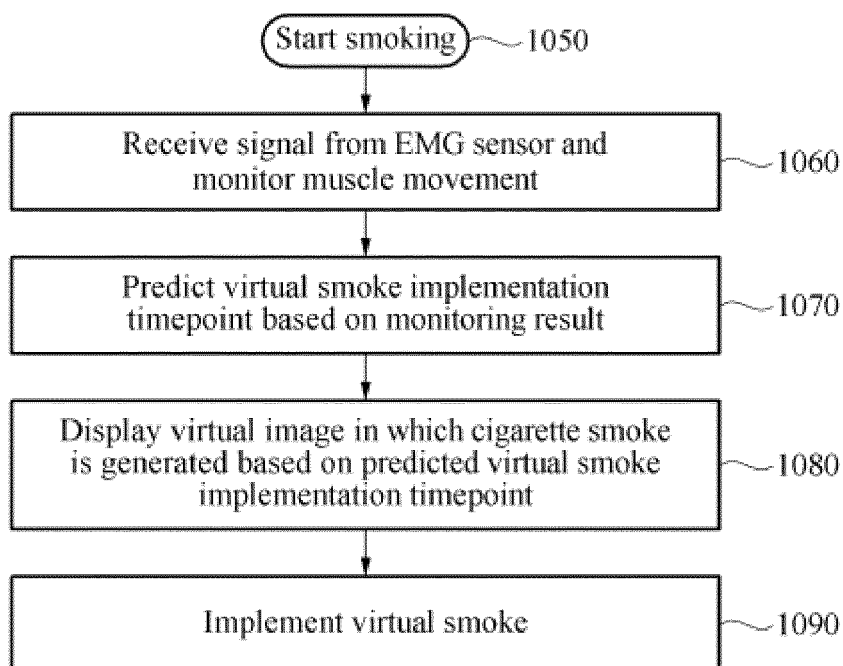 Start smoking
1050
Receive signal from EMG sensor and
monitor muscle movement
1060
Predict virtual smoke implementation
timepoint based on monitoring result
1070
Display virtual image in which cigarette smoke
is generated based on predicted virtual smoke
implementation timepoint
1080
Implement virtual smoke
1090